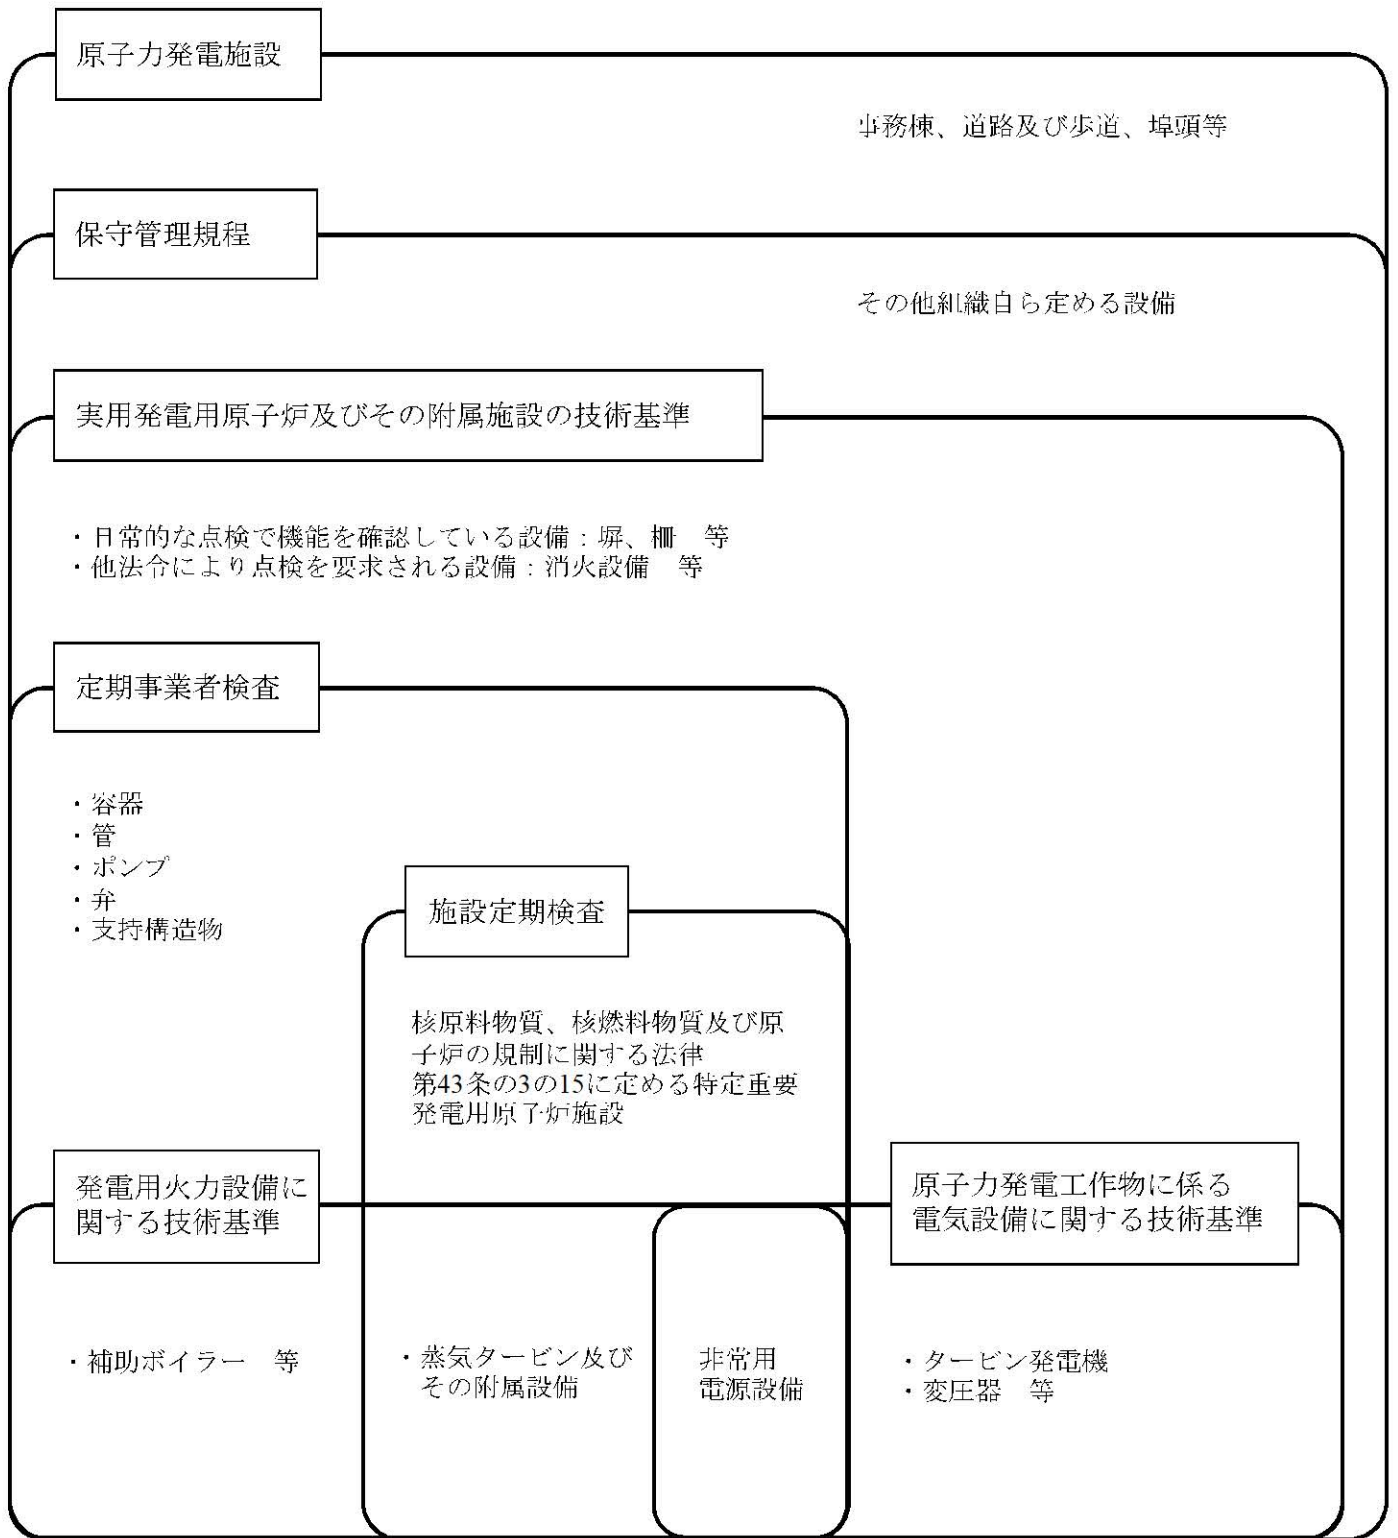 原子力発電施設
事務棟、道路及び歩道、埠頭等
保守管理規程
その他組織自ら定める設備
実用発電用原子炉及びその附属施設の技術基準
・日常的な点検で機能を確認している設備：塀、柵　等
・他法令により点検を要求される設備：消火設備　等
定期事業者検査
・容器
・管
・ポンプ
・弁
・支持構造物
施設定期検査
核原料物質、核燃料物質及び原
子炉の規制に関する法律
第43条の3の15に定める特定重要
発電用原子炉施設
発電用火力設備に
関する技術基準
原子力発電工作物に係る
電気設備に関する技術基準
・補助ボイラー　等
・蒸気タービン及び
その附属設備
非常用
電源設備
・タービン発電機
・変圧器　等